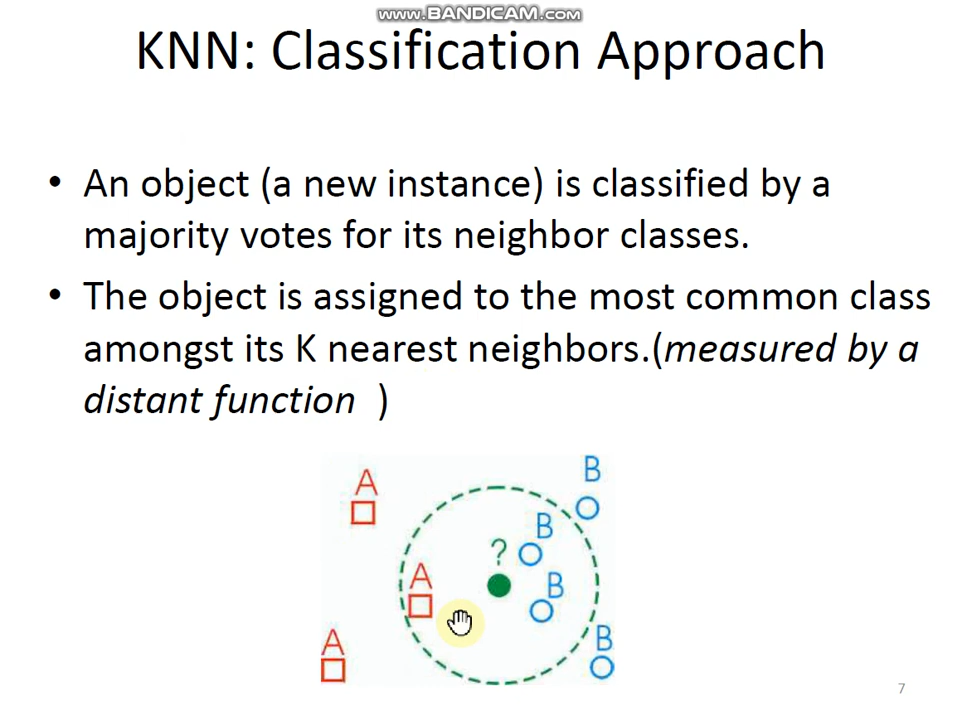 www.BANDICAM.com
KNN: Classification Approach
• An object (a new instance) is classified by a
majority votes for its neighbor classes.
• The object is assigned to the most common class
amongst its K nearest neighbors.(measured by a
distant function )
B
A
B
?
A
B
A
B
7